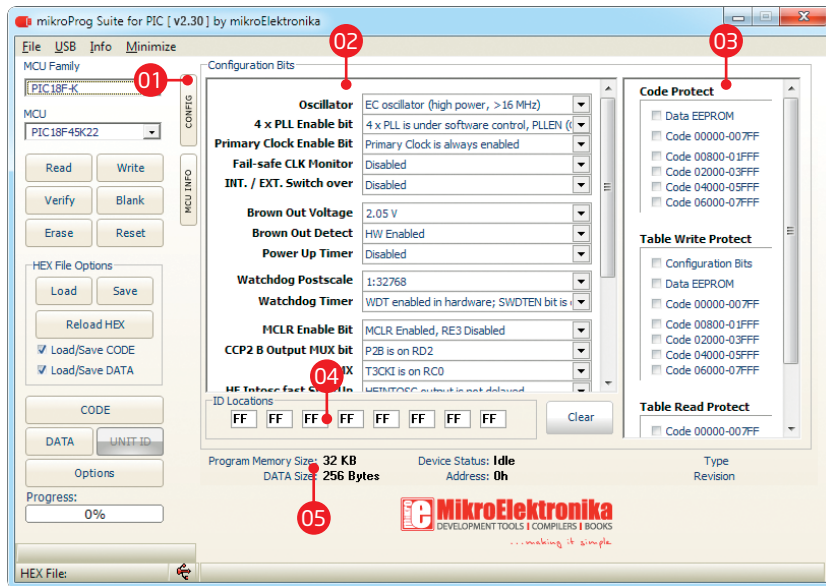 mikroProg Suite for PIC [ v2.30 ] by mikroElektronika
File USB Info Minimize
MCU Family
PIC18F-K
MCU
PIC18F45K22
Read Write
Verify Blank
Erase Reset
HEX File Options
Load Save
Reload HEX
Load/Save CODE
Load/Save DATA
CODE
DATA UNIT ID
Options
Progress:
0%
HEX File:
01
CONFIG
MCU INFO
02
Configuration Bits
Oscillator EC oscillator (high power, >16 MHz)
4 x PLL Enable bit 4 x PLL is under software control, PLLEN
Primary Clock Enable Bit Primary Clock is always enabled
Fail-safe CLK Monitor Disabled
INT. / EXT. Switch over Disabled
Brown Out Voltage 2.05 V
Brown Out Detect HW Enabled
Power Up Timer Disabled
Watchdog Postscale 1:32768
Watchdog Timer WDT enabled in hardware; SWDTEN bit is
MCLR Enable Bit MCLR Enabled, RE3 Disabled
CCP2 B Output MUX bit P2B is on RD2
T3CKI is on RC0
HFINTOSC output is not delayed
04
ID Locations
FF FF FF FF FF FF FF FF
Clear
03
Code Protect
Data EEPROM
Code 00000-007FF
Code 00800-01FFF
Code 02000-03FFF
Code 04000-05FFF
Code 06000-07FFF
Table Write Protect
Configuration Bits
Data EEPROM
Code 00000-007FF
Code 00800-01FFF
Code 02000-03FFF
Code 04000-05FFF
Code 06000-07FFF
Table Read Protect
Code 00000-007FF
Program Memory Size: 32 KB Device Status: Idle Type
DATA Size: 256 Bytes Address: 0h Revision
05
MikroElektronika
DEVELOPMENT TOOLS | COMPILERS | BOOKS
...making it simple